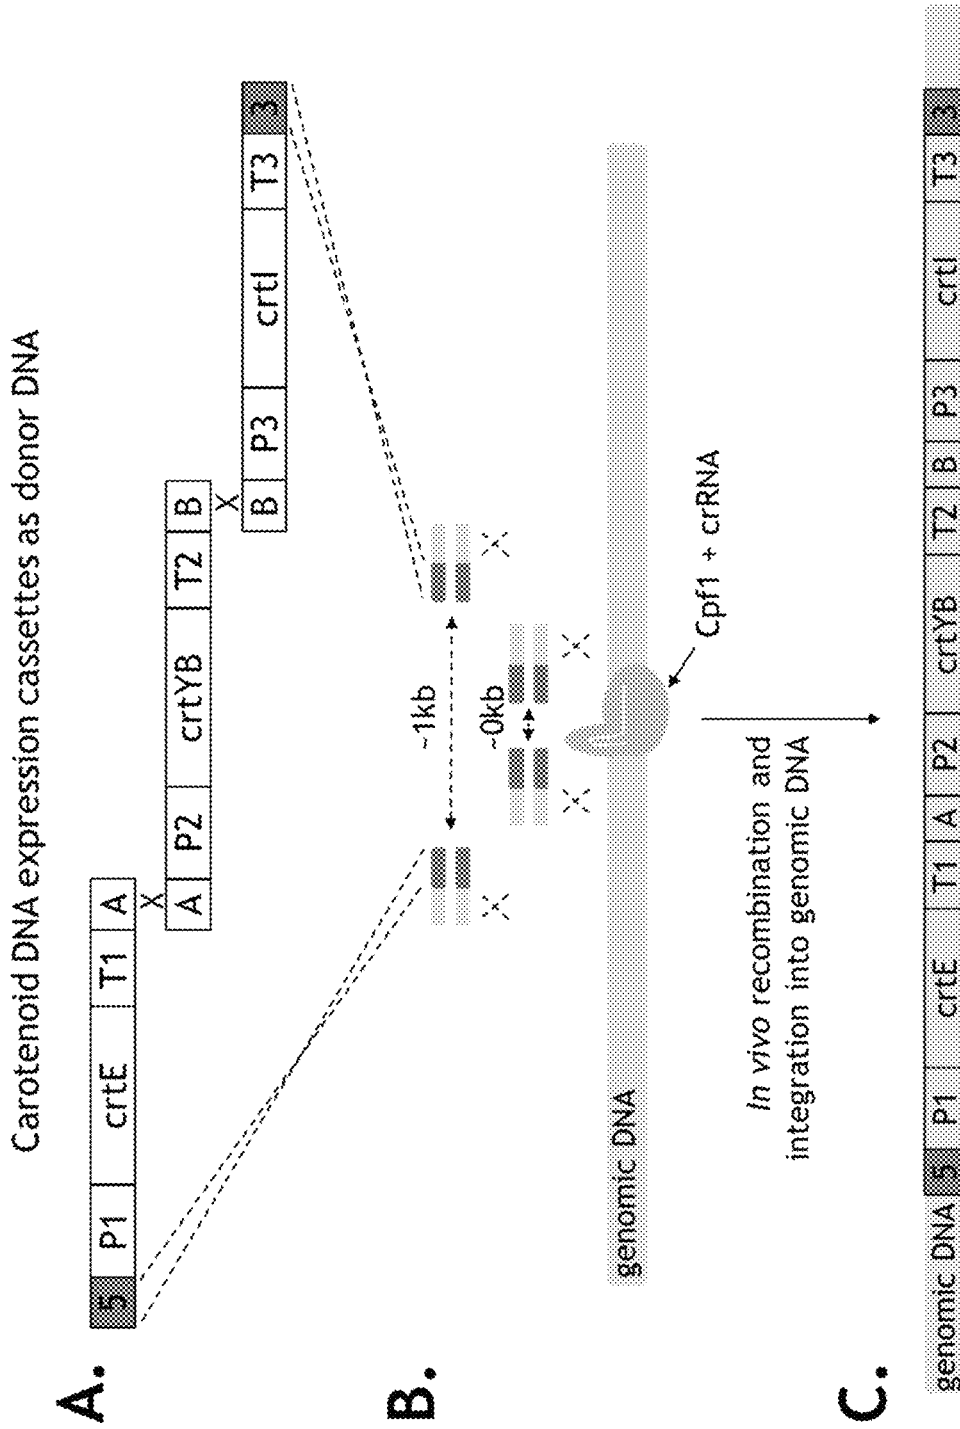 Carotenoid DNA expression cassettes as donor DNA
A.
5 P1 crtE T1 A
X
A P2 crtYB T2 B
X
B P3 crtI T3 3
B.
~1kb
~0kb
Cpf1 + crRNA
genomic DNA
In vivo recombination and
integration into genomic DNA
C.
genomic DNA 5 P1 crtE T1 A P2 crtYB T2 B P3 crtI T3 3